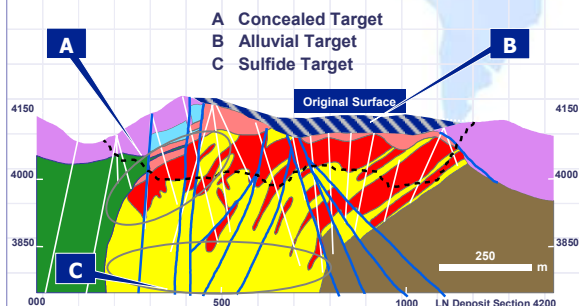 A Concealed Target
B Alluvial Target
C Sulfide Target
A
B
Original Surface
4150
4150
4000
4000
3850
3850
250
m
C
000
500
1000
LN Deposit Section 4200